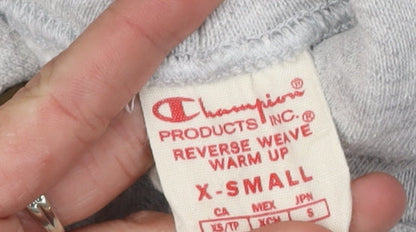 Champion®
PRODUCTS INC.®
REVERSE WEAVE
WARM UP
X-SMALL
CA MEX JPN
XS/TP XCH S